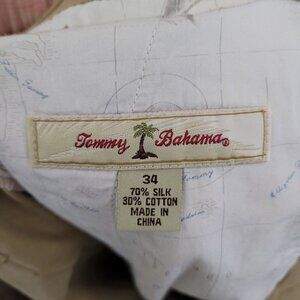 Tommy Bahama®
34
70% SILK
30% COTTON
MADE IN
CHINA